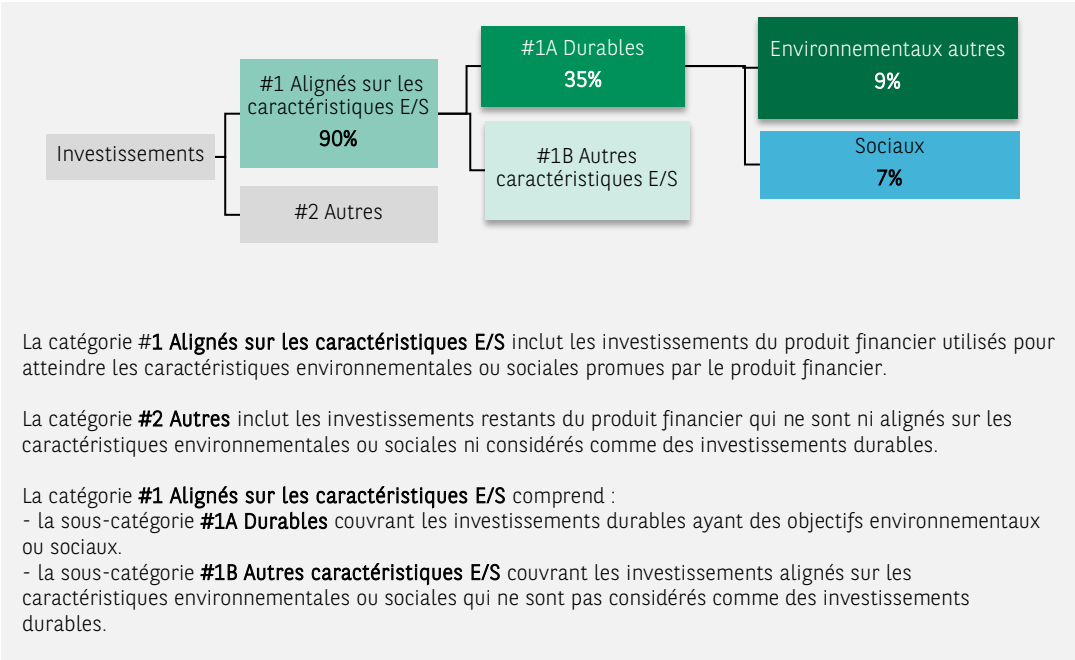 Investissements
#1 Alignés sur les
caractéristiques E/S
90%
#2 Autres
#1A Durables
35%
#1B Autres
caractéristiques E/S
Environnementaux autres
9%
Sociaux
7%
La catégorie #1 Alignés sur les caractéristiques E/S inclut les investissements du produit financier utilisés pour
atteindre les caractéristiques environnementales ou sociales promues par le produit financier.
La catégorie #2 Autres inclut les investissements restants du produit financier qui ne sont ni alignés sur les
caractéristiques environnementales ou sociales ni considérés comme des investissements durables.
La catégorie #1 Alignés sur les caractéristiques E/S comprend :
- la sous-catégorie #1A Durables couvrant les investissements durables ayant des objectifs environnementaux
ou sociaux.
- la sous-catégorie #1B Autres caractéristiques E/S couvrant les investissements alignés sur les
caractéristiques environnementales ou sociales qui ne sont pas considérés comme des investissements
durables.